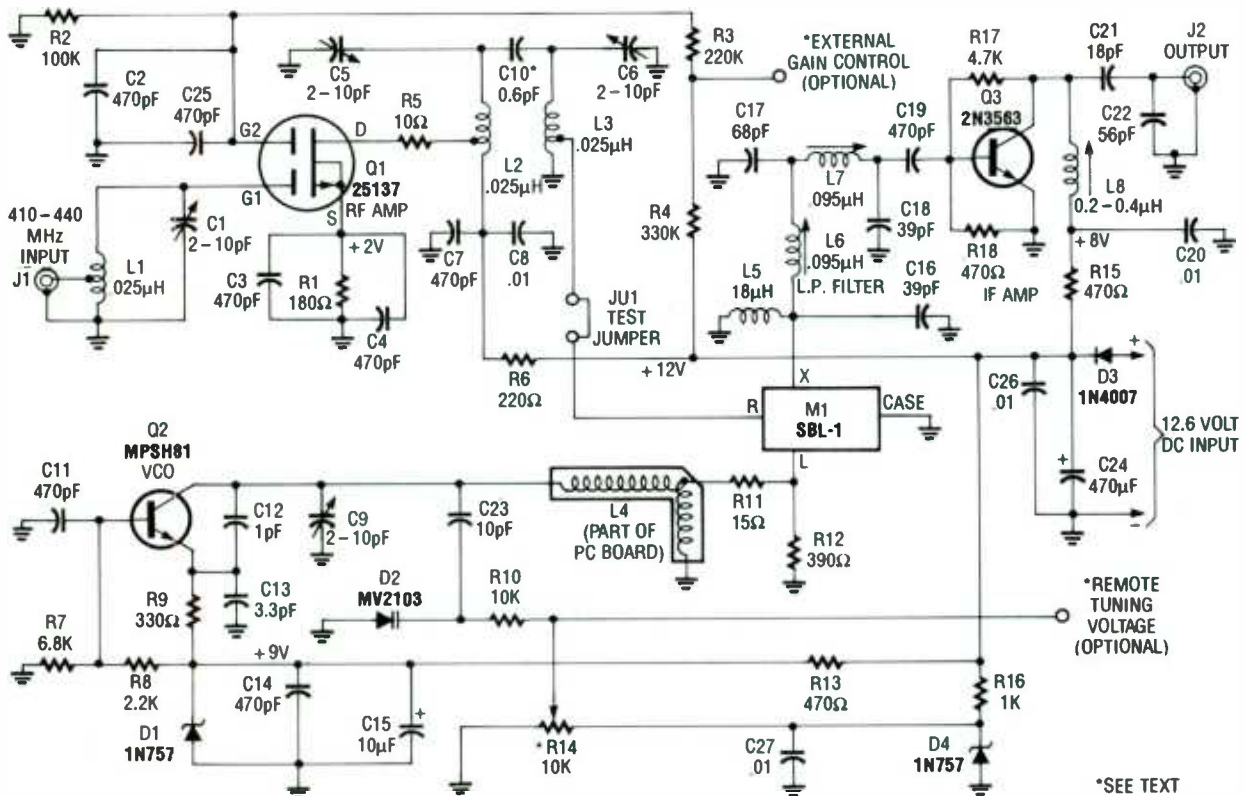 R2
100K
C2
470pF
C25
470pF
G2
G1
D
S
Q1
25137
RF AMP
+2V
410–440
MHz
INPUT
J1
L1
025μH
C1
2–10pF
C3
470pF
R1
180Ω
C4
470pF
C5
2–10pF
R5
10Ω
C10*
0.6pF
C6
2–10pF
L3
.025μH
L2
.025μH
C7
470pF
C8
.01
JU1
TEST
JUMPER
R6
220Ω
+12V
R3
220K
R4
330K
*EXTERNAL
GAIN CONTROL
(OPTIONAL)
C17
68pF
L7
.095μH
C18
39pF
L6
.095μH
L.P. FILTER
L5
18μH
C16
39pF
C19
470pF
R17
4.7K
Q3
2N3563
R18
470Ω
IF AMP
C21
18pF
J2
OUTPUT
C22
56pF
L8
0.2–0.4μH
+8V
C20
.01
R15
470Ω
D3
1N4007
+
12.6 VOLT
DC INPUT
–
C26
.01
+
C24
470μF
X
R
M1
SBL-1
L
CASE
Q2
MPSH81
VCO
C11
470pF
C12
1pF
C9
2–10pF
C23
10pF
L4
(PART OF
PC BOARD)
R11
15Ω
R12
390Ω
C13
3.3pF
R9
330Ω
D2
MV2103
R10
10K
*REMOTE
TUNING
VOLTAGE
(OPTIONAL)
R7
6.8K
R8
2.2K
+9V
C14
470pF
C15
10μF
+
D1
1N757
R13
470Ω
R16
1K
*R14
10K
C27
.01
D4
1N757
*SEE TEXT